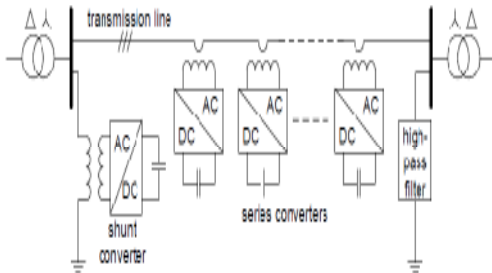 transmission line
AC
DC
AC
DC
AC
DC
AC
DC
high-
pass
filter
shunt
converter
series converters